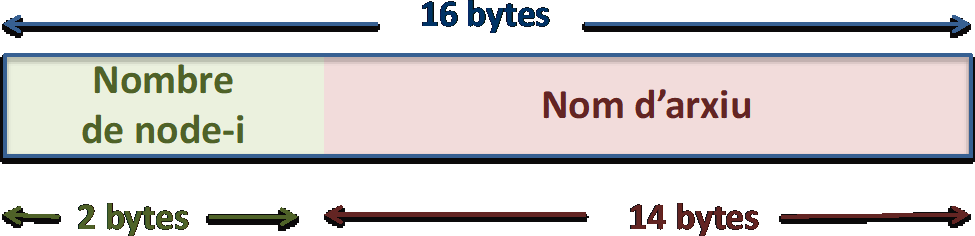 16 bytes
Nombre
de node-i
Nom d’arxiu
2 bytes
14 bytes